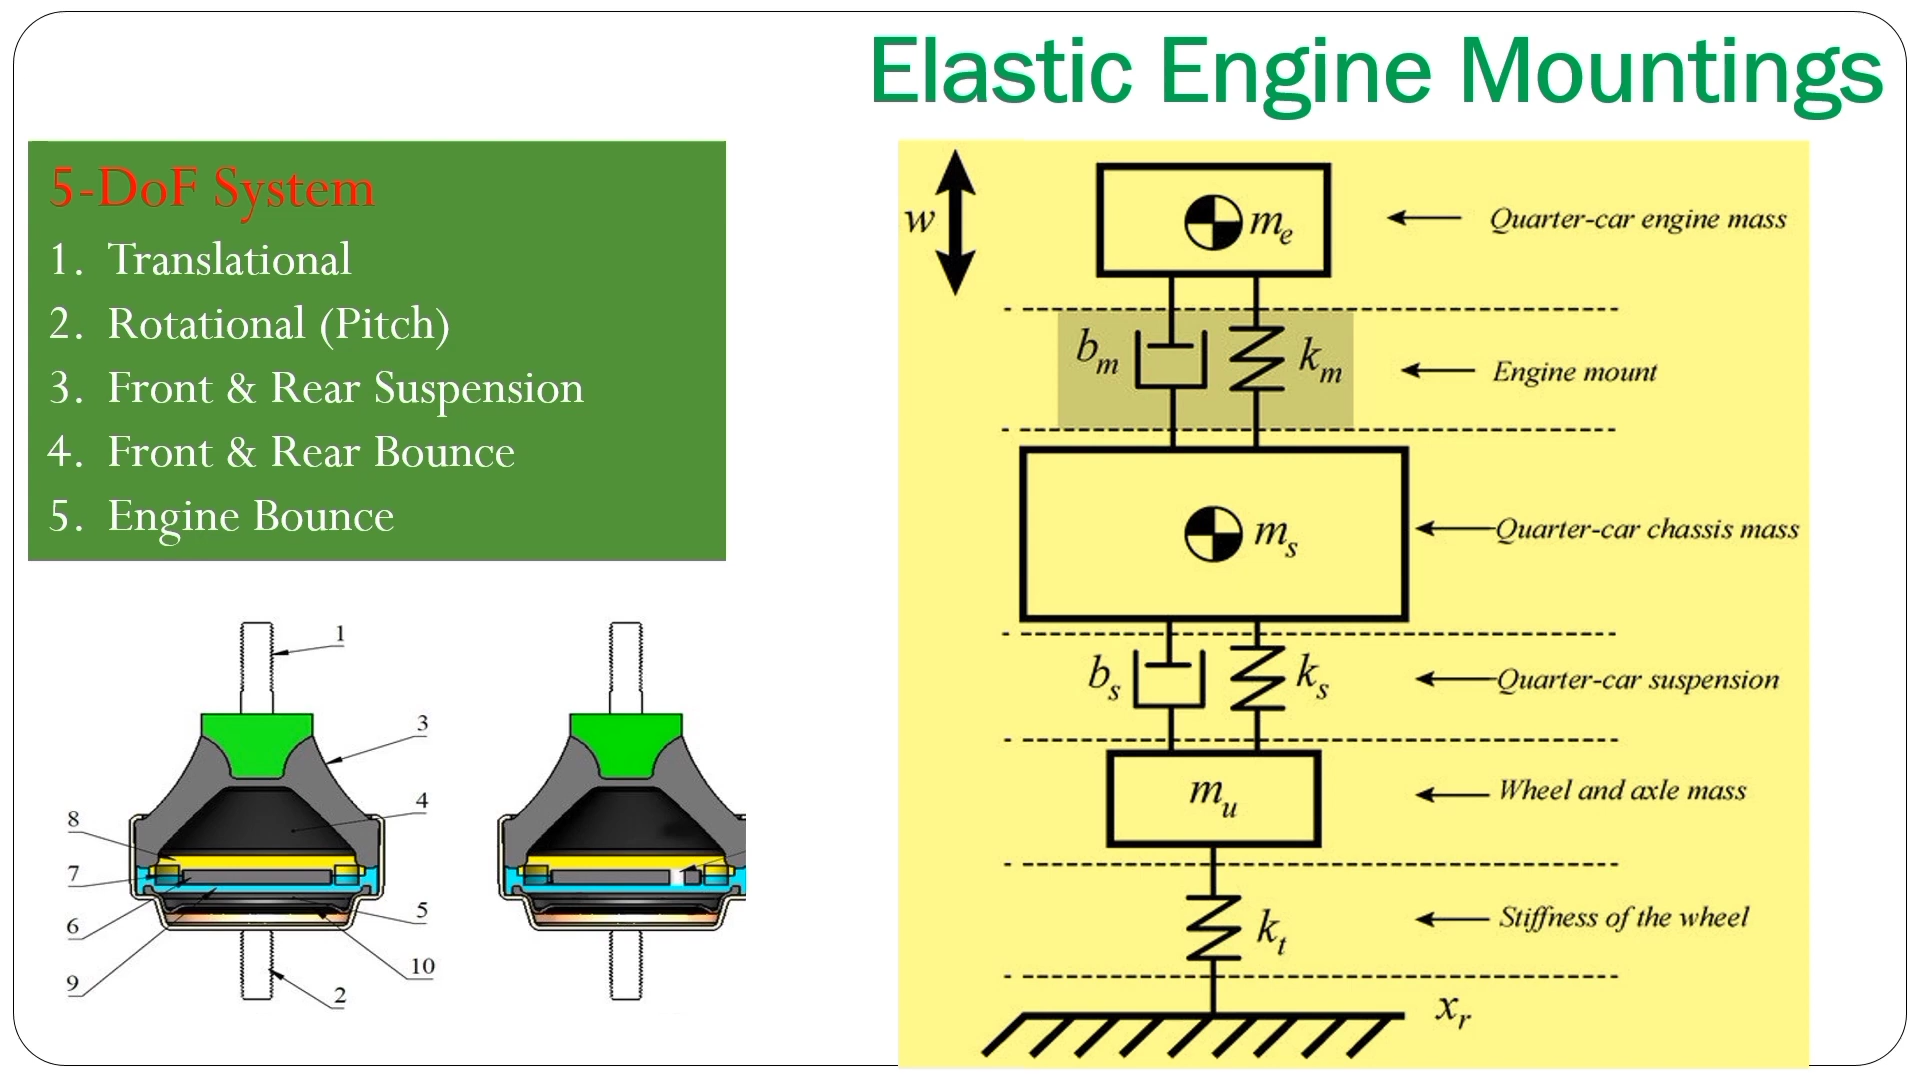 Elastic Engine Mountings
5-DoF System
1. Translational
2. Rotational (Pitch)
3. Front & Rear Suspension
4. Front & Rear Bounce
5. Engine Bounce
1
3
4
8
7
6
5
9
10
2
w
m_e
Quarter-car engine mass
b_m
k_m
Engine mount
m_s
Quarter-car chassis mass
b_s
k_s
Quarter-car suspension
m_u
Wheel and axle mass
k_t
Stiffness of the wheel
x_r